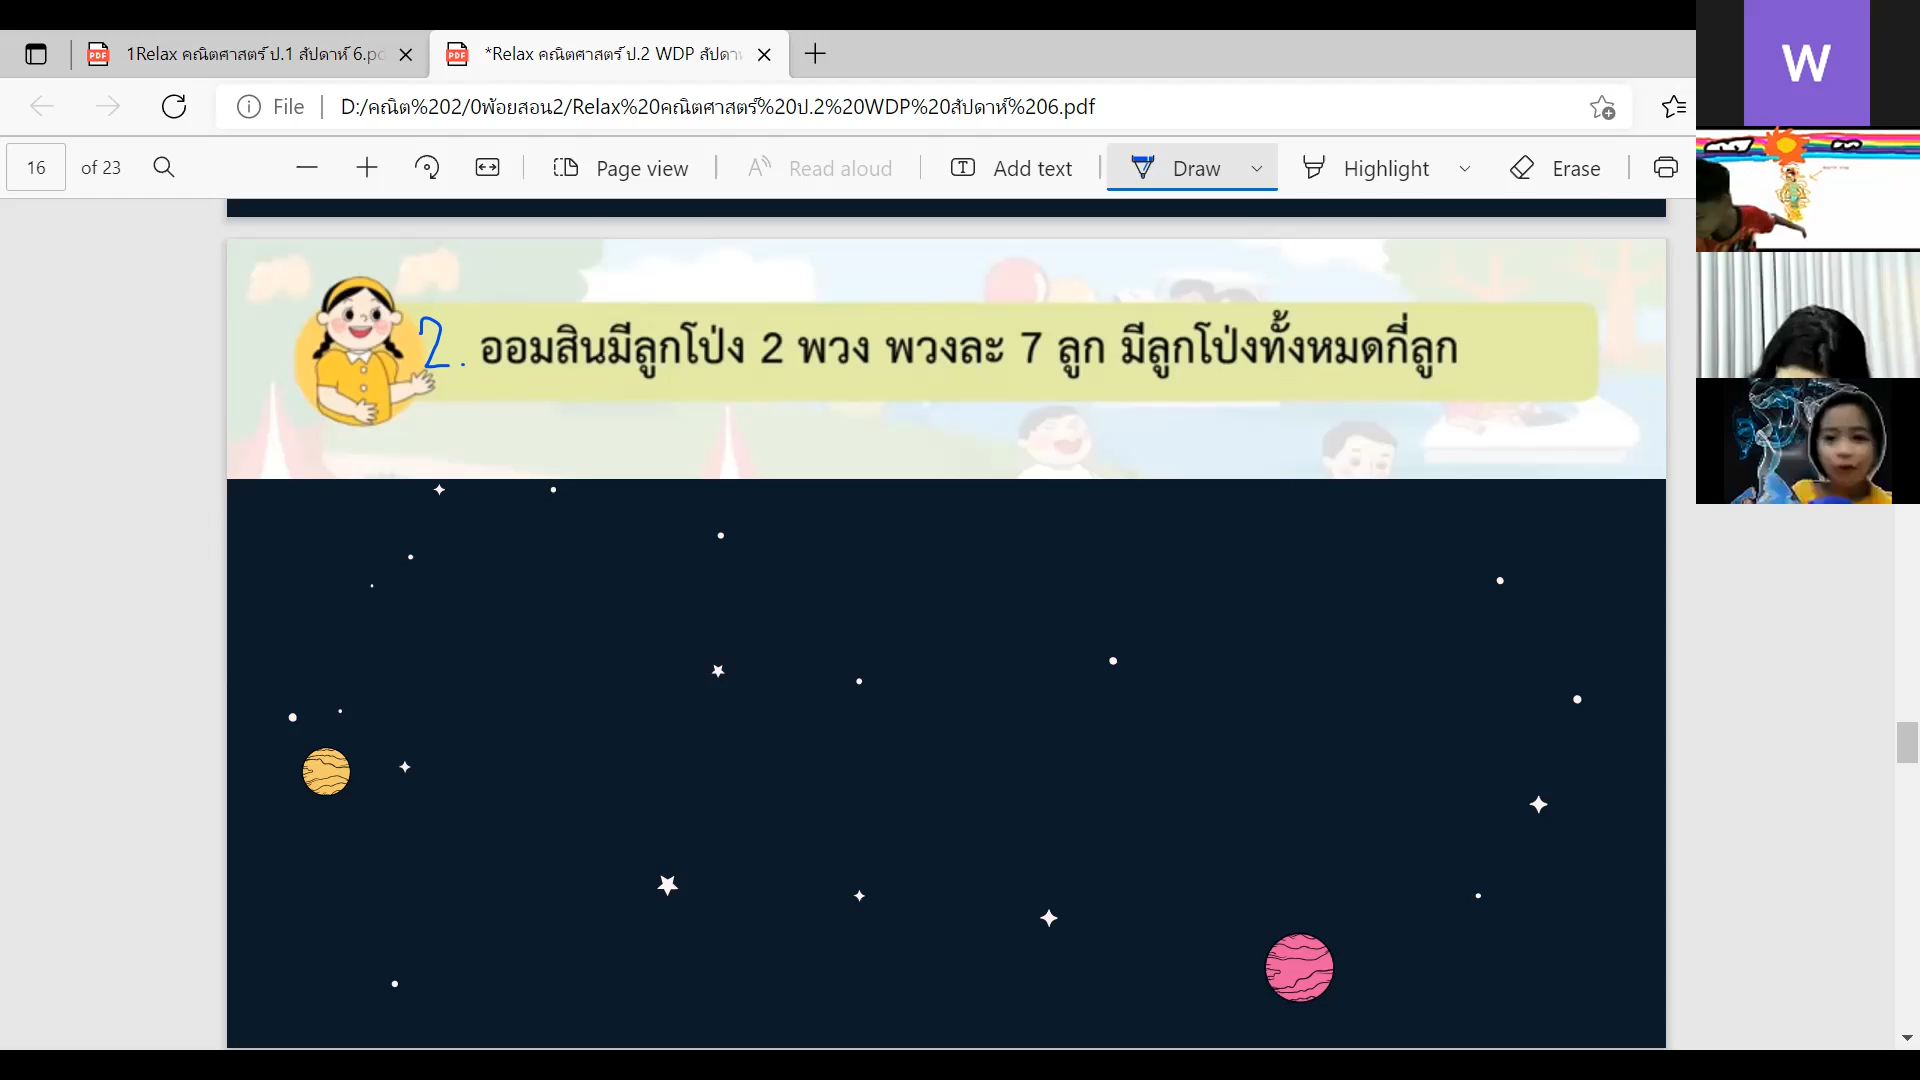 1Relax คณิตศาสตร์ ป.1 สัปดาห์ 6.pd
*Relax คณิตศาสตร์ ป.2 WDP สัปดา
W
File
D:/คณิต%202/0พ้อยสอน2/Relax%20คณิตศาสตร์%20ป.2%20WDP%20สัปดาห์%206.pdf
16 of 23
Page view
Read aloud
Add text
Draw
Highlight
Erase
2. ออมสินมีลูกโป่ง 2 พวง พวงละ 7 ลูก มีลูกโป่งทั้งหมดกี่ลูก